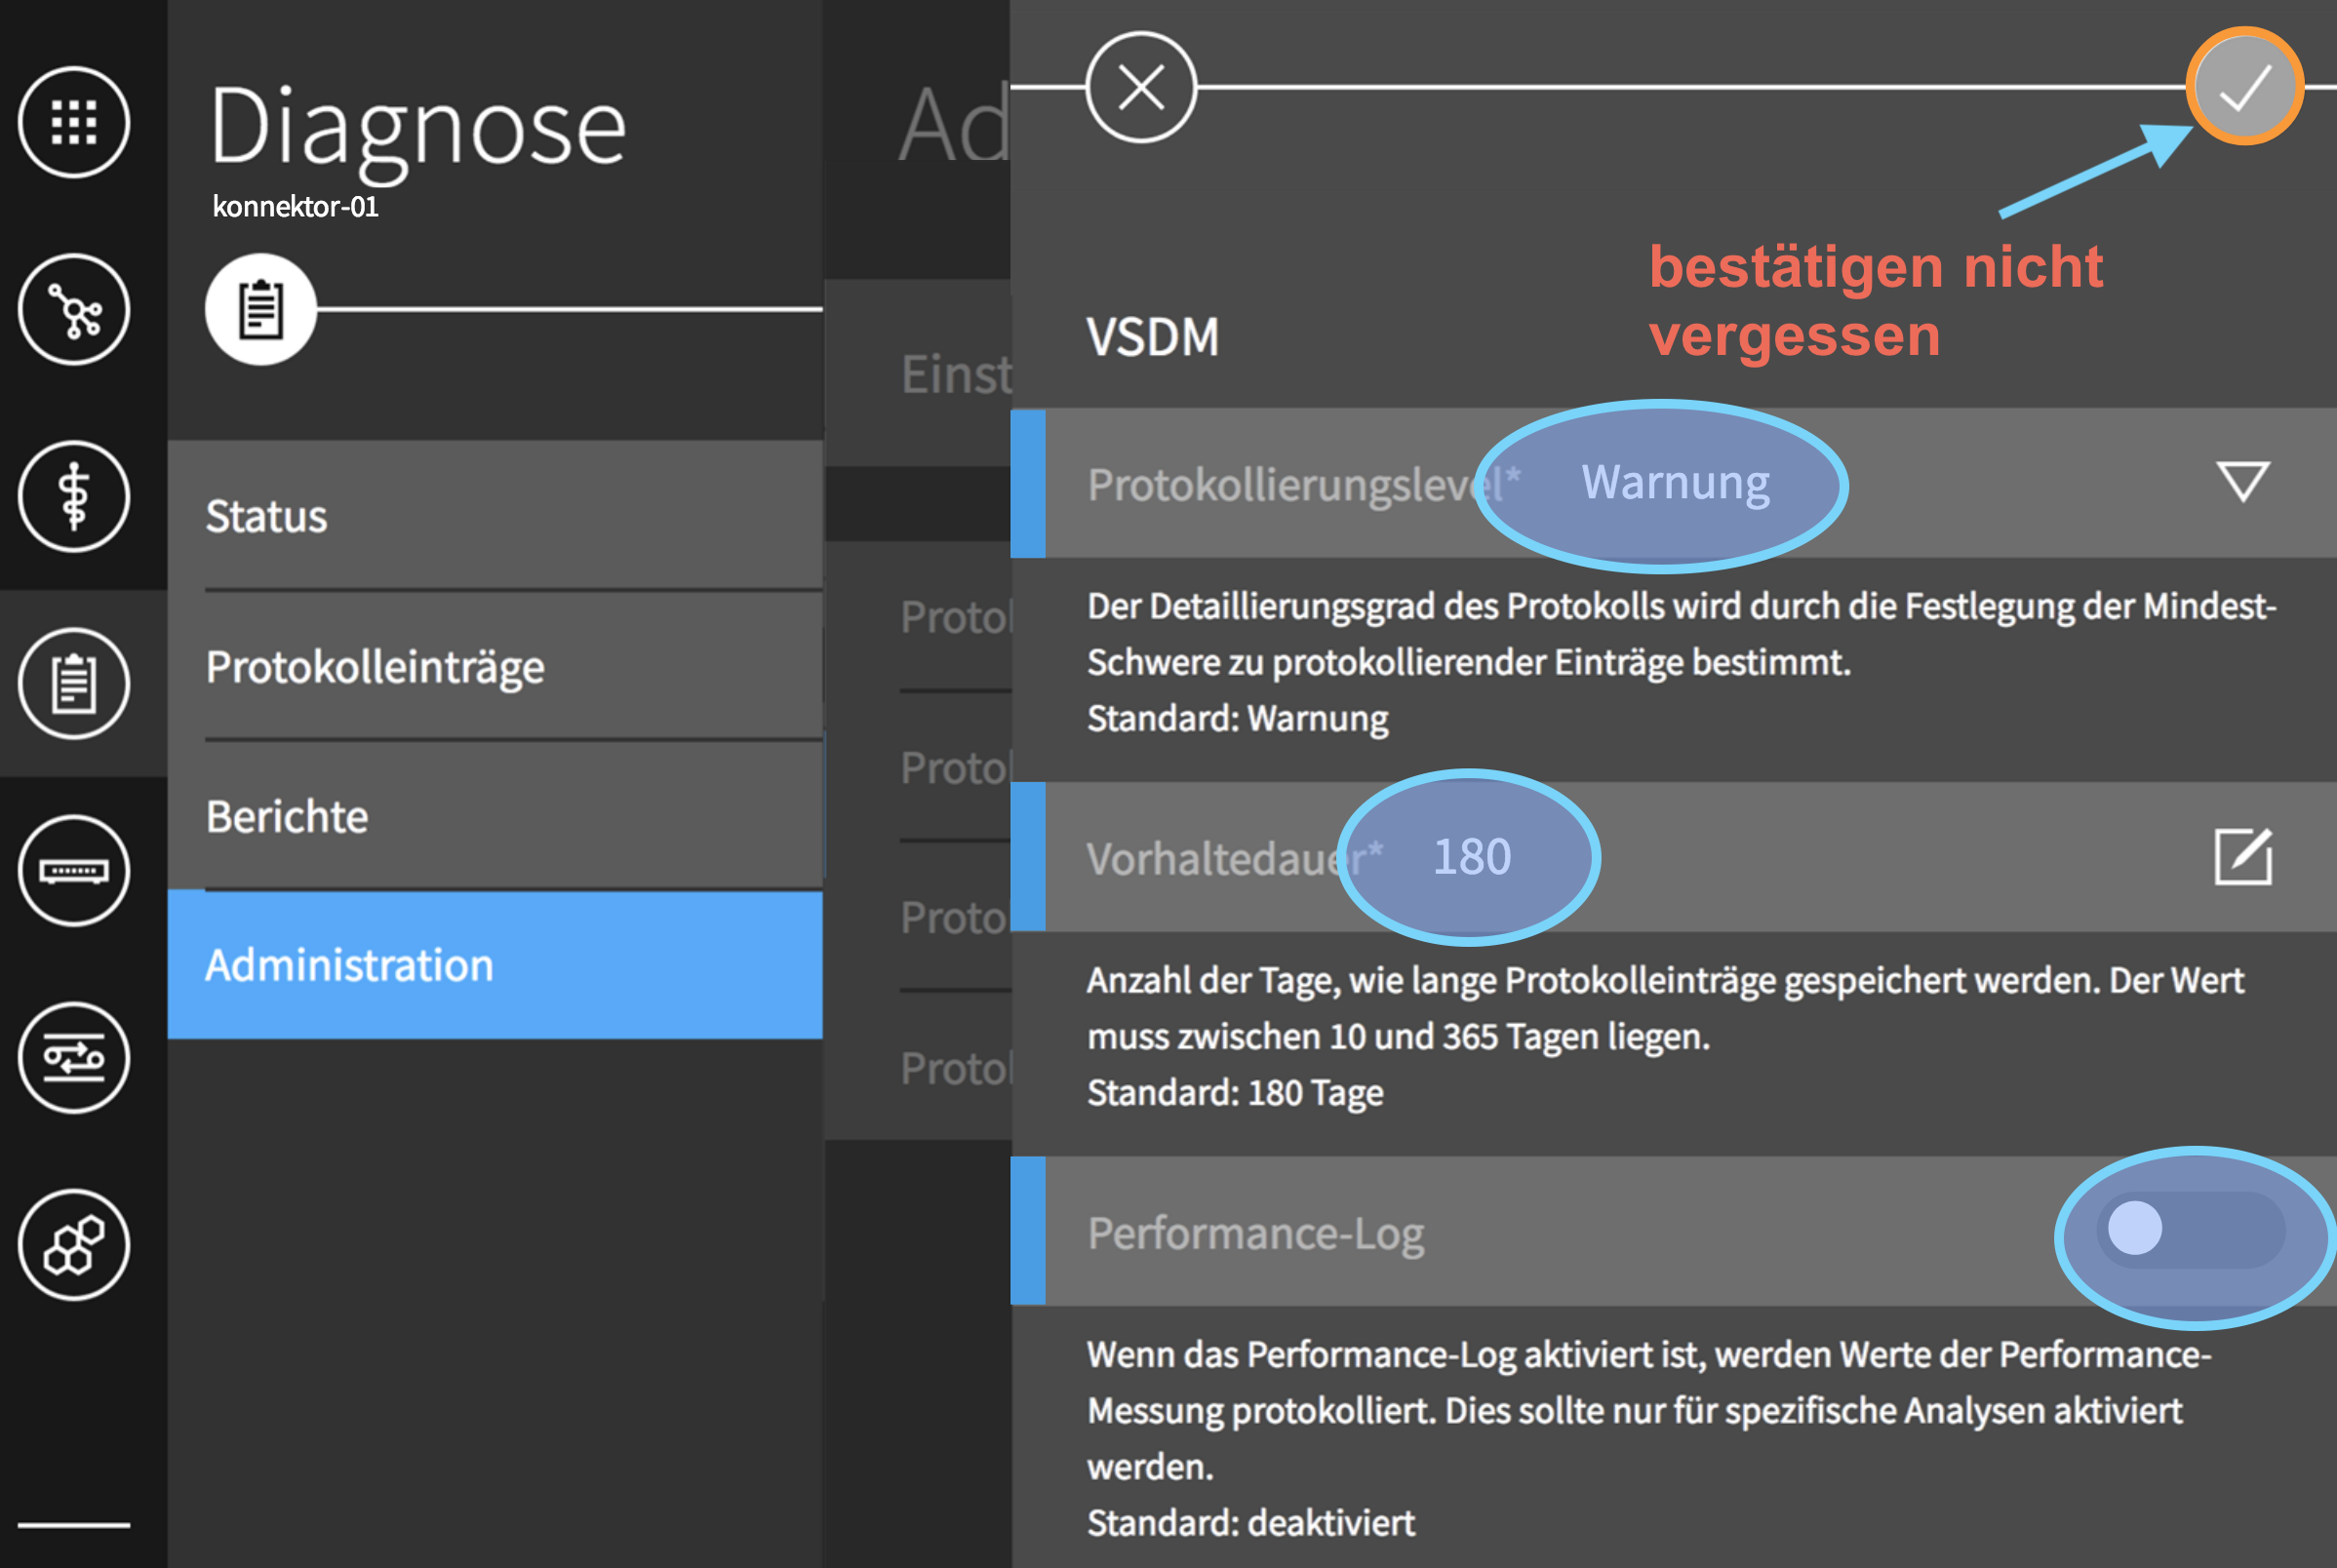 Diagnose
konnektor-01
Status
Protokolleinträge
Berichte
Administration
Ad
Einst
Proto
Proto
Proto
Proto
bestätigen nicht
vergessen
VSDM
Protokollierungslevel* Warnung
Der Detaillierungsgrad des Protokolls wird durch die Festlegung der Mindest-
Schwere zu protokollierender Einträge bestimmt.
Standard: Warnung
Vorhaltedauer* 180
Anzahl der Tage, wie lange Protokolleinträge gespeichert werden. Der Wert
muss zwischen 10 und 365 Tagen liegen.
Standard: 180 Tage
Performance-Log
Wenn das Performance-Log aktiviert ist, werden Werte der Performance-
Messung protokolliert. Dies sollte nur für spezifische Analysen aktiviert
werden.
Standard: deaktiviert